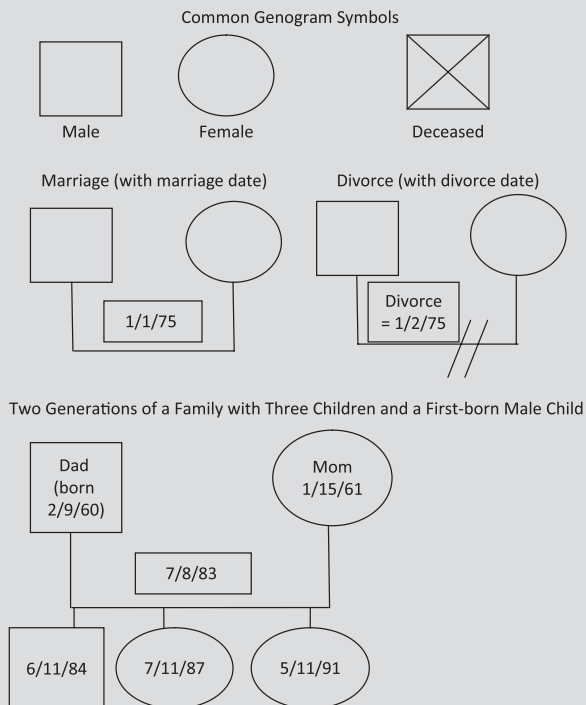 Common Genogram Symbols
Male
Female
Deceased
Marriage (with marriage date)
Divorce (with divorce date)
1/1/75
Divorce
= 1/2/75
Two Generations of a Family with Three Children and a First-born Male Child
Dad
(born
2/9/60)
Mom
1/15/61
7/8/83
6/11/84
7/11/87
5/11/91